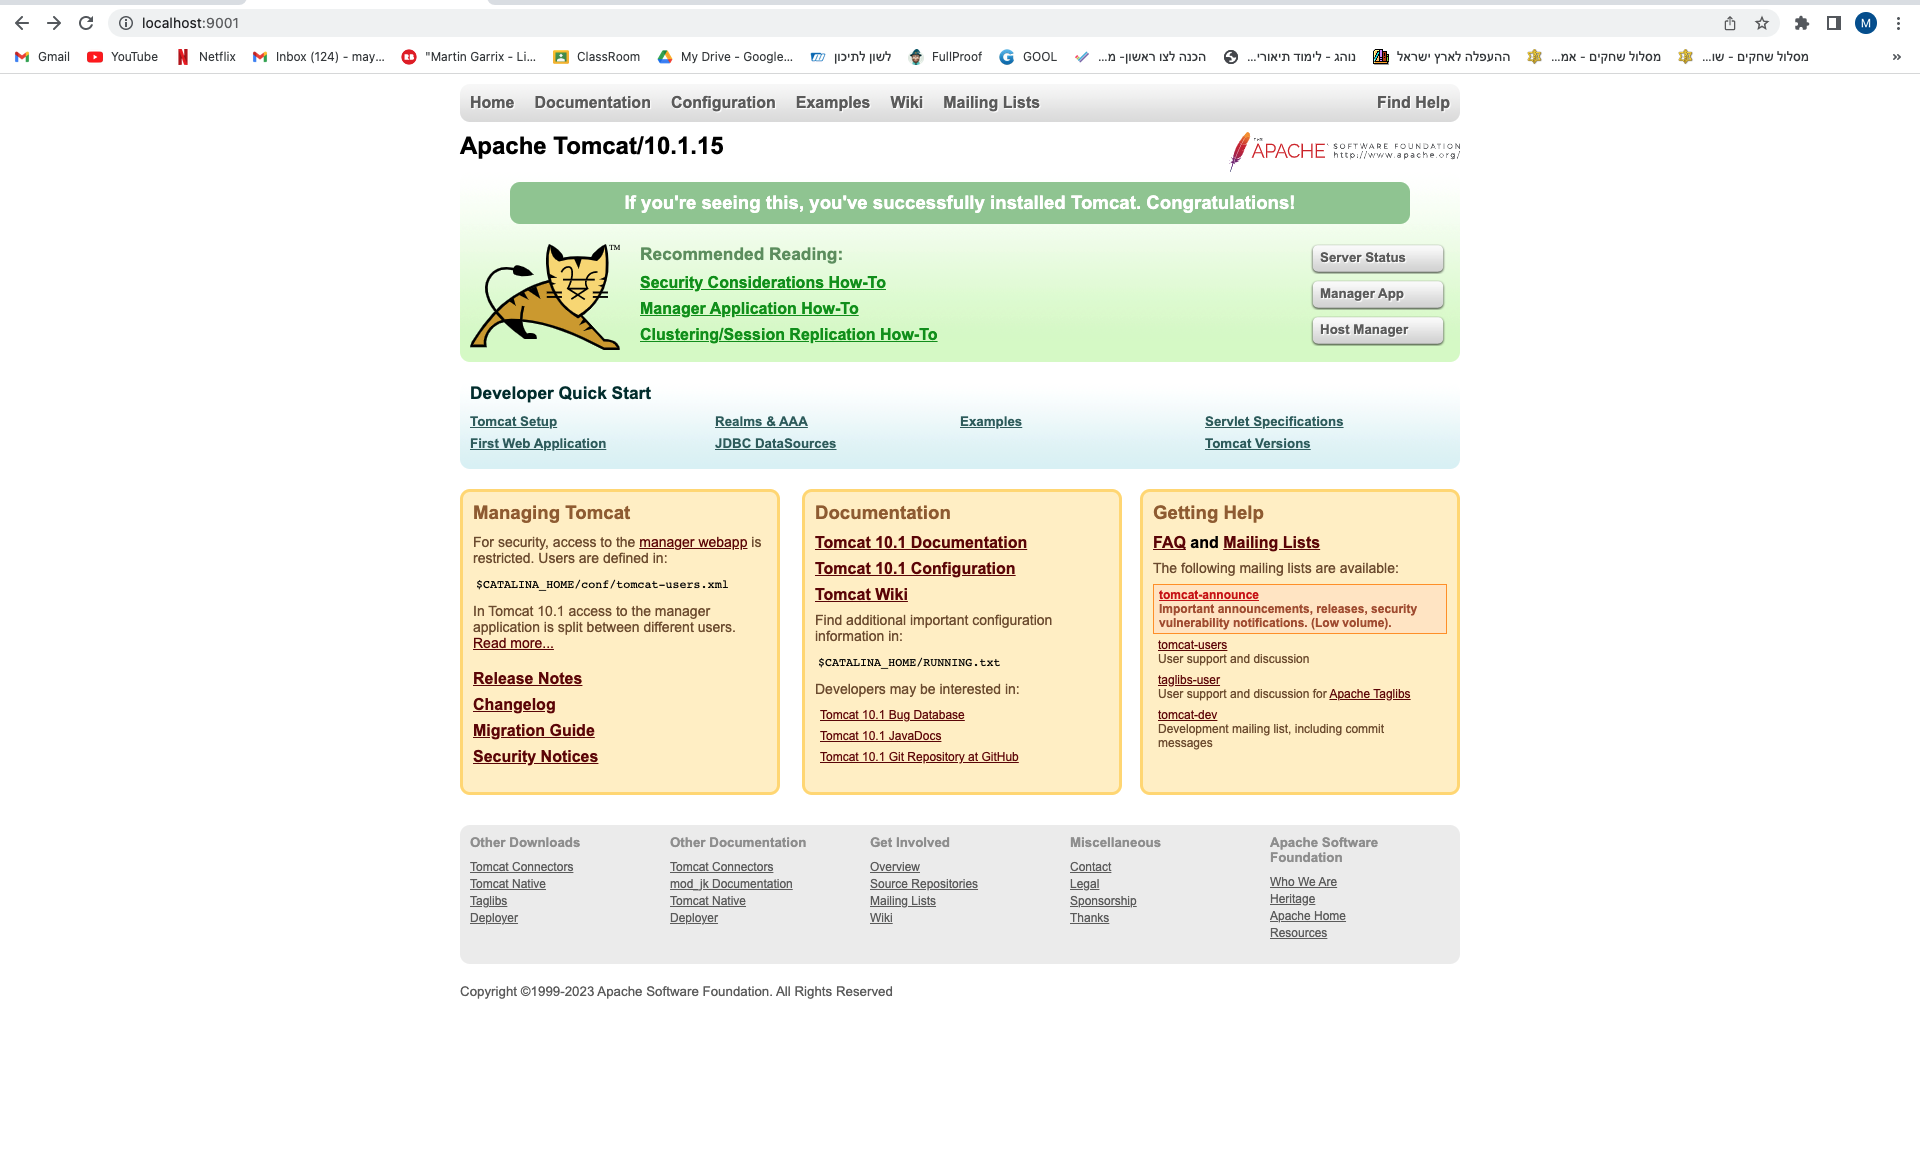 localhost:9001
M
Gmail
YouTube
Netflix
Inbox (124) - may...
"Martin Garrix - Li...
ClassRoom
My Drive - Google...
לשון לתיכון
FullProof
GOOL
הכנה לצו ראשון- מ...
נוהג - לימוד תיאורי...
ההעפלה לארץ ישראל
מסלול שחקים - אמ...
מסלול שחקים - שו...
»
Home Documentation Configuration Examples Wiki Mailing Lists Find Help
Apache Tomcat/10.1.15
THE APACHE SOFTWARE FOUNDATION
http://www.apache.org/
If you're seeing this, you've successfully installed Tomcat. Congratulations!
TM
Recommended Reading:
Security Considerations How-To
Manager Application How-To
Clustering/Session Replication How-To
Server Status
Manager App
Host Manager
Developer Quick Start
Tomcat Setup
First Web Application
Realms & AAA
JDBC DataSources
Examples
Servlet Specifications
Tomcat Versions
Managing Tomcat
For security, access to the manager webapp is
restricted. Users are defined in:
$CATALINA_HOME/conf/tomcat-users.xml
In Tomcat 10.1 access to the manager
application is split between different users.
Read more...
Release Notes
Changelog
Migration Guide
Security Notices
Documentation
Tomcat 10.1 Documentation
Tomcat 10.1 Configuration
Tomcat Wiki
Find additional important configuration
information in:
$CATALINA_HOME/RUNNING.txt
Developers may be interested in:
Tomcat 10.1 Bug Database
Tomcat 10.1 JavaDocs
Tomcat 10.1 Git Repository at GitHub
Getting Help
FAQ and Mailing Lists
The following mailing lists are available:
tomcat-announce
Important announcements, releases, security
vulnerability notifications. (Low volume).
tomcat-users
User support and discussion
taglibs-user
User support and discussion for Apache Taglibs
tomcat-dev
Development mailing list, including commit
messages
Other Downloads
Tomcat Connectors
Tomcat Native
Taglibs
Deployer
Other Documentation
Tomcat Connectors
mod_jk Documentation
Tomcat Native
Deployer
Get Involved
Overview
Source Repositories
Mailing Lists
Wiki
Miscellaneous
Contact
Legal
Sponsorship
Thanks
Apache Software
Foundation
Who We Are
Heritage
Apache Home
Resources
Copyright ©1999-2023 Apache Software Foundation. All Rights Reserved